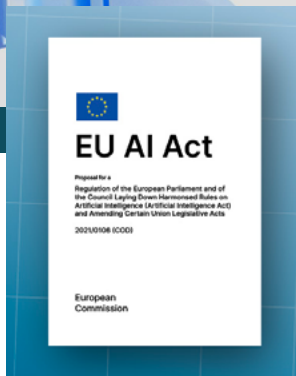 EU AI Act
Proposal for a
Regulation of the European Parliament and of
the Council Laying Down Harmonsed Rules on
Artificial Intelligence (Artificial Intelligence Act)
and Amending Certain Union Legislative Acts
2021/0106 (COD)
European
Commission